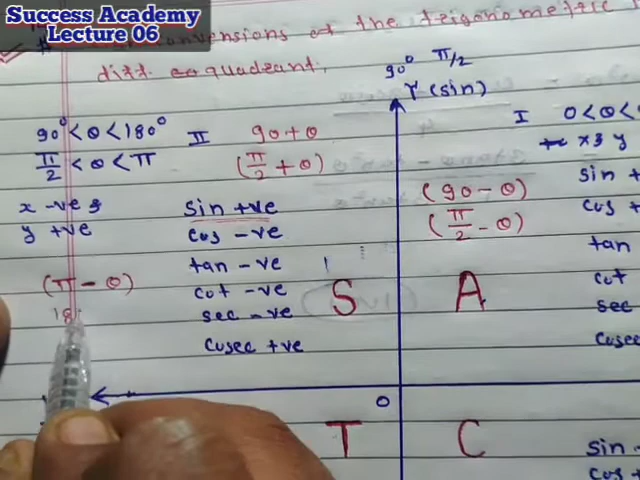 Success Academy
Lecture 06
conversions of the trigonometric
diff. quadrant,
90° π/2
Y (sin)
90° < θ < 180° II 90+θ
π/2 < θ < π (π/2 + θ)
x -ve &
y +ve
(π - θ)
18
sin +ve
cos -ve
tan -ve
cot -ve
sec -ve
cosec +ve
I 0 < θ <
x & y
(90 - θ)
(π/2 - θ)
sin +
cos +
tan
cot
sec
cosec
S A
O
T C
sin -
cos +